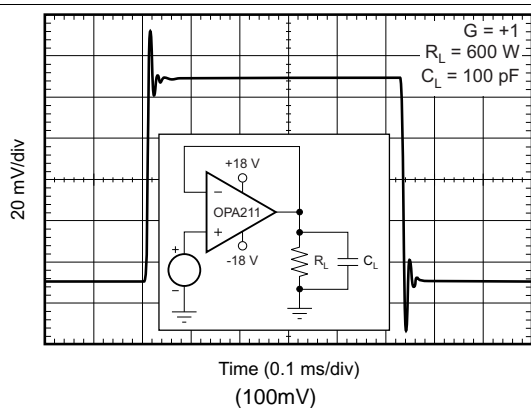 G = +1
R_L = 600 W
C_L = 100 pF
20 mV/div
+18 V
−
OPA211
+
-18 V
+
−
R_L
C_L
Time (0.1 ms/div)
(100mV)